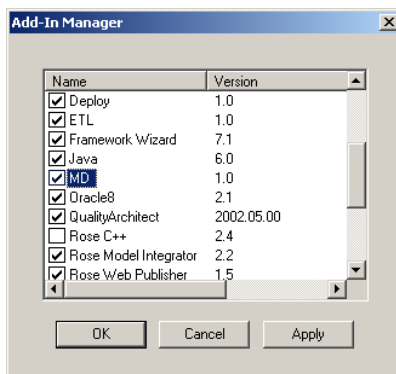 Add-In Manager
Name Version
Deploy 1.0
ETL 1.0
Framework Wizard 7.1
Java 6.0
MD 1.0
Oracle8 2.1
QualityArchitect 2002.05.00
Rose C++ 2.4
Rose Model Integrator 2.2
Rose Web Publisher 1.5
OK Cancel Apply